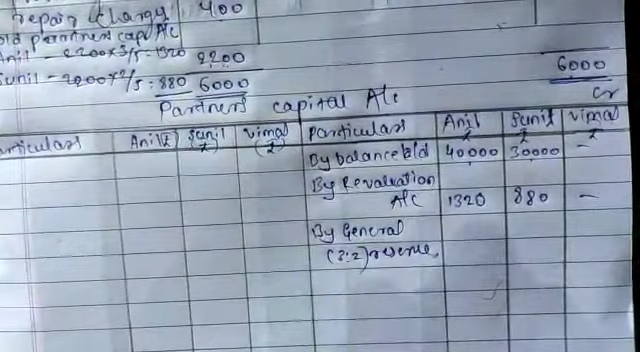 repair charges 400
old partners cap A/c
Anil - 2200×3/5 = 1320 2200
Sunil - 2200×2/5 = 880 6000 6000
Partners capital A/c Cr
Particulars Anil(₹) Sunil ₹ Vimal (₹) Particulars Anil ₹ Sunil ₹ Vimal ₹
By balance b/d 40000 30000 -
By Revaluation
A/c 1320 880 -
By General
(3:2) reserve